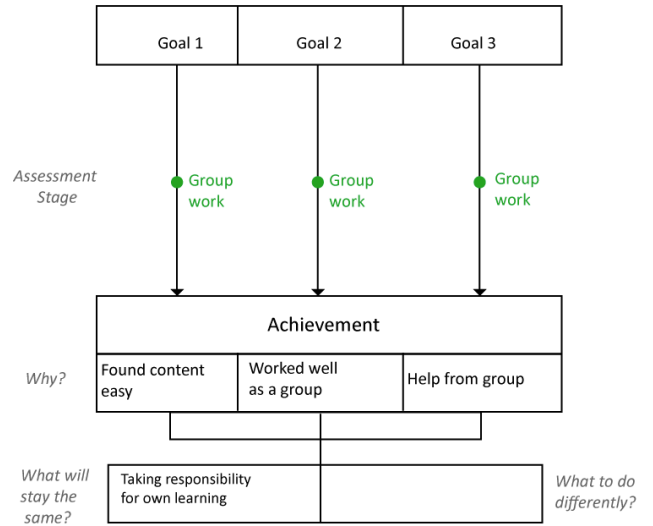 Goal 1
Goal 2
Goal 3
Assessment
Stage
Group
work
Group
work
Group
work
Achievement
Why?
Found content
easy
Worked well
as a group
Help from group
What will
stay the
same?
Taking responsibility
for own learning
What to do
differently?